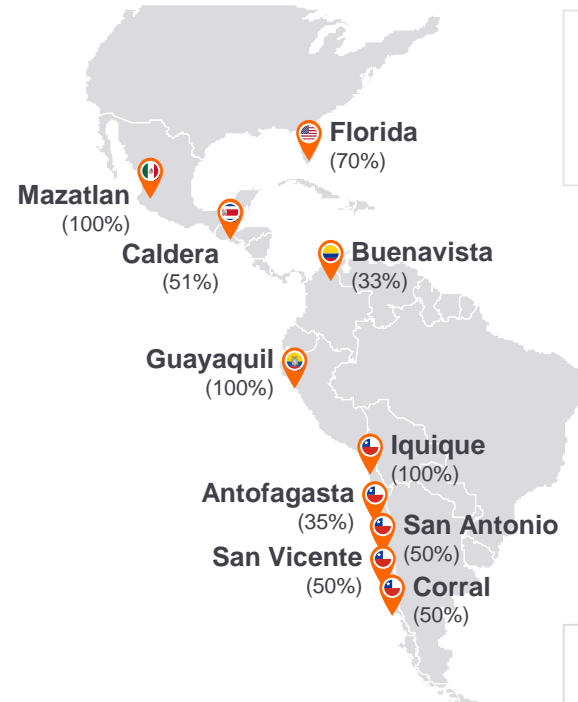 Florida
(70%)
Mazatlan
(100%)
Caldera
(51%)
Buenavista
(33%)
Guayaquil
(100%)
Iquique
(100%)
Antofagasta
(35%)
San Antonio
(50%)
San Vicente
(50%)
Corral
(50%)